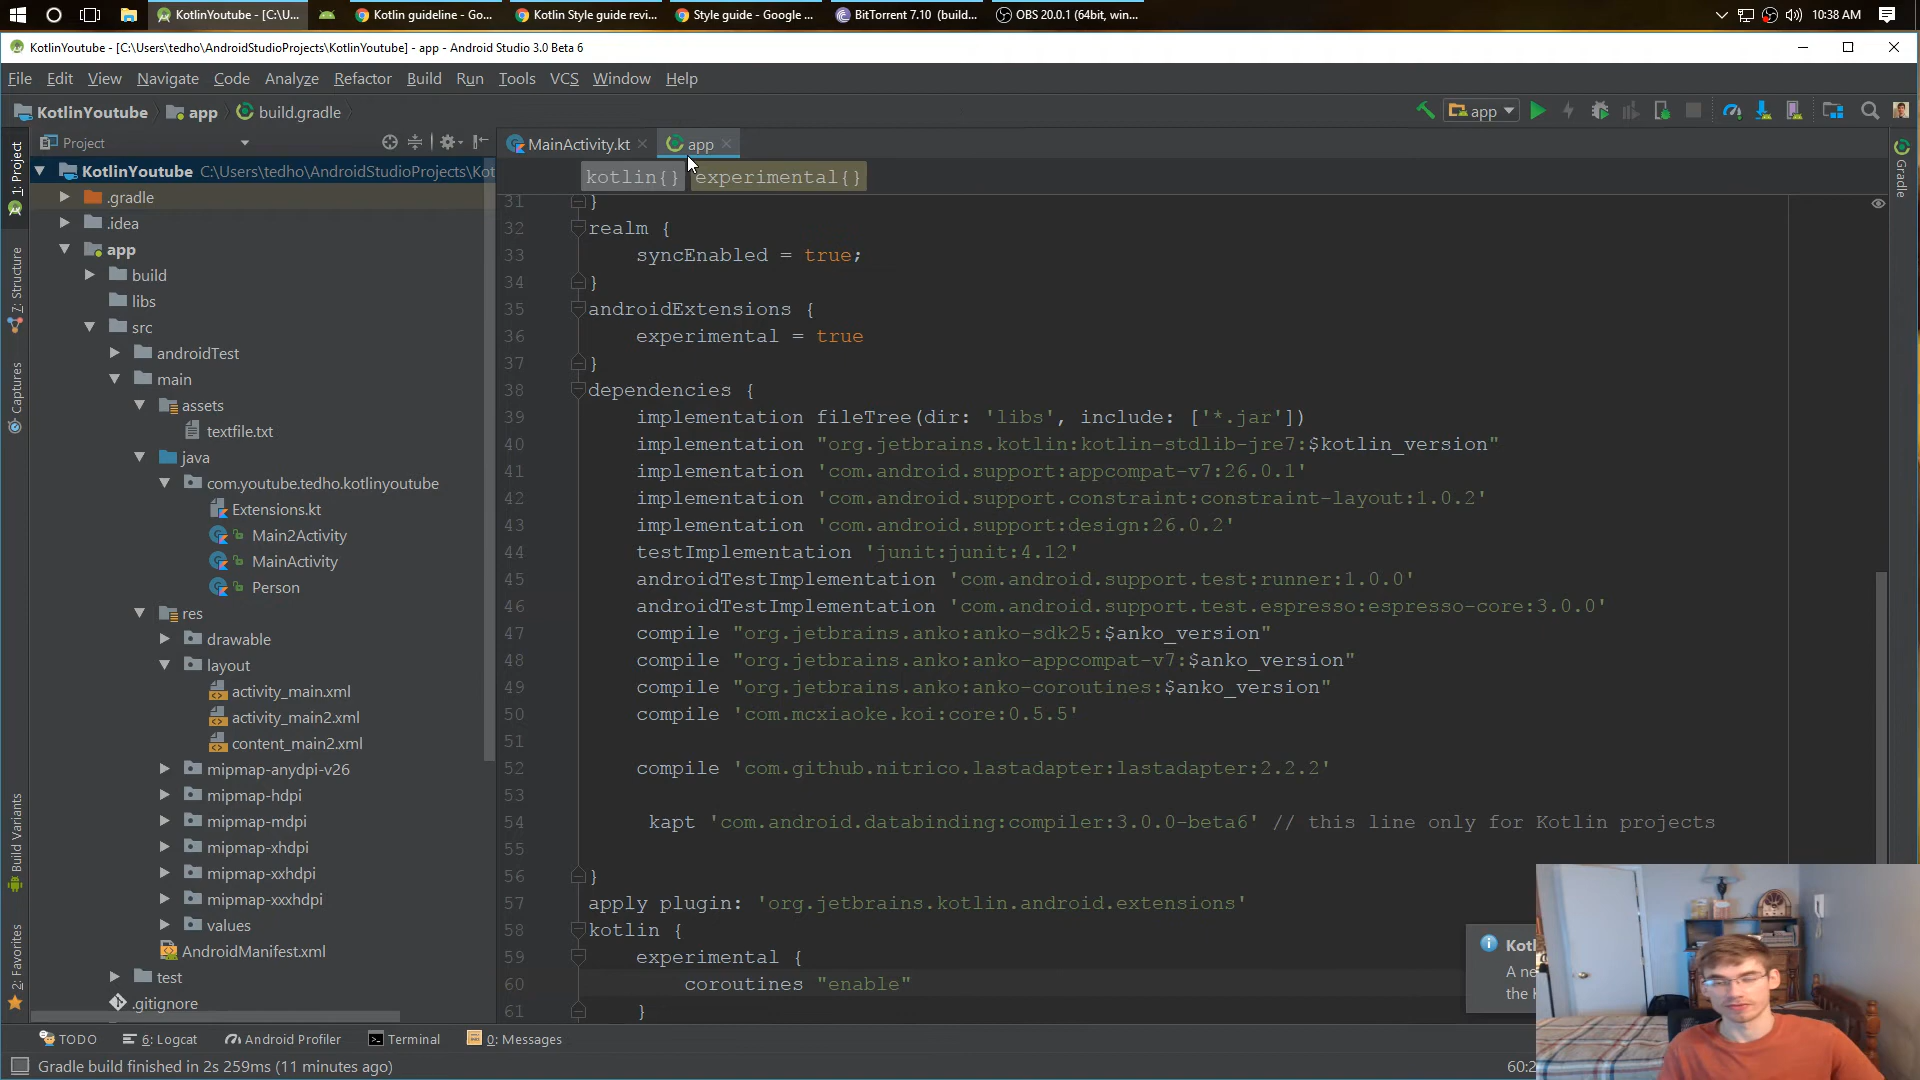 KotlinYoutube - [C:\U...
Kotlin guideline - Go...
Kotlin Style guide revi...
Style guide - Google ...
BitTorrent 7.10 (build...
OBS 20.0.1 (64bit, win...
10:38 AM
KotlinYoutube - [C:\Users\tedho\AndroidStudioProjects\KotlinYoutube] - app - Android Studio 3.0 Beta 6
File Edit View Navigate Code Analyze Refactor Build Run Tools VCS Window Help
KotlinYoutube app build.gradle
app
Project
MainActivity.kt
app
kotlin{} experimental{}
1: Project
7: Structure
Captures
Build Variants
2: Favorites
Gradle
KotlinYoutube C:\Users\tedho\AndroidStudioProjects\Kot
.gradle
.idea
app
build
libs
src
androidTest
main
assets
textfile.txt
java
com.youtube.tedho.kotlinyoutube
Extensions.kt
Main2Activity
MainActivity
Person
res
drawable
layout
activity_main.xml
activity_main2.xml
content_main2.xml
mipmap-anydpi-v26
mipmap-hdpi
mipmap-mdpi
mipmap-xhdpi
mipmap-xxhdpi
mipmap-xxxhdpi
values
AndroidManifest.xml
test
.gitignore
31 }
32 realm {
33 syncEnabled = true;
34 }
35 androidExtensions {
36 experimental = true
37 }
38 dependencies {
39 implementation fileTree(dir: 'libs', include: ['*.jar'])
40 implementation "org.jetbrains.kotlin:kotlin-stdlib-jre7:$kotlin_version"
41 implementation 'com.android.support:appcompat-v7:26.0.1'
42 implementation 'com.android.support.constraint:constraint-layout:1.0.2'
43 implementation 'com.android.support:design:26.0.2'
44 testImplementation 'junit:junit:4.12'
45 androidTestImplementation 'com.android.support.test:runner:1.0.0'
46 androidTestImplementation 'com.android.support.test.espresso:espresso-core:3.0.0'
47 compile "org.jetbrains.anko:anko-sdk25:$anko_version"
48 compile "org.jetbrains.anko:anko-appcompat-v7:$anko_version"
49 compile "org.jetbrains.anko:anko-coroutines:$anko_version"
50 compile 'com.mcxiaoke.koi:core:0.5.5'
51
52 compile 'com.github.nitrico.lastadapter:lastadapter:2.2.2'
53
54 kapt 'com.android.databinding:compiler:3.0.0-beta6' // this line only for Kotlin projects
55
56 }
57 apply plugin: 'org.jetbrains.kotlin.android.extensions'
58 kotlin {
59 experimental {
60 coroutines "enable"
61 }
Kotl
A ne
the K
TODO 6: Logcat Android Profiler Terminal 0: Messages
Gradle build finished in 2s 259ms (11 minutes ago)
60:2